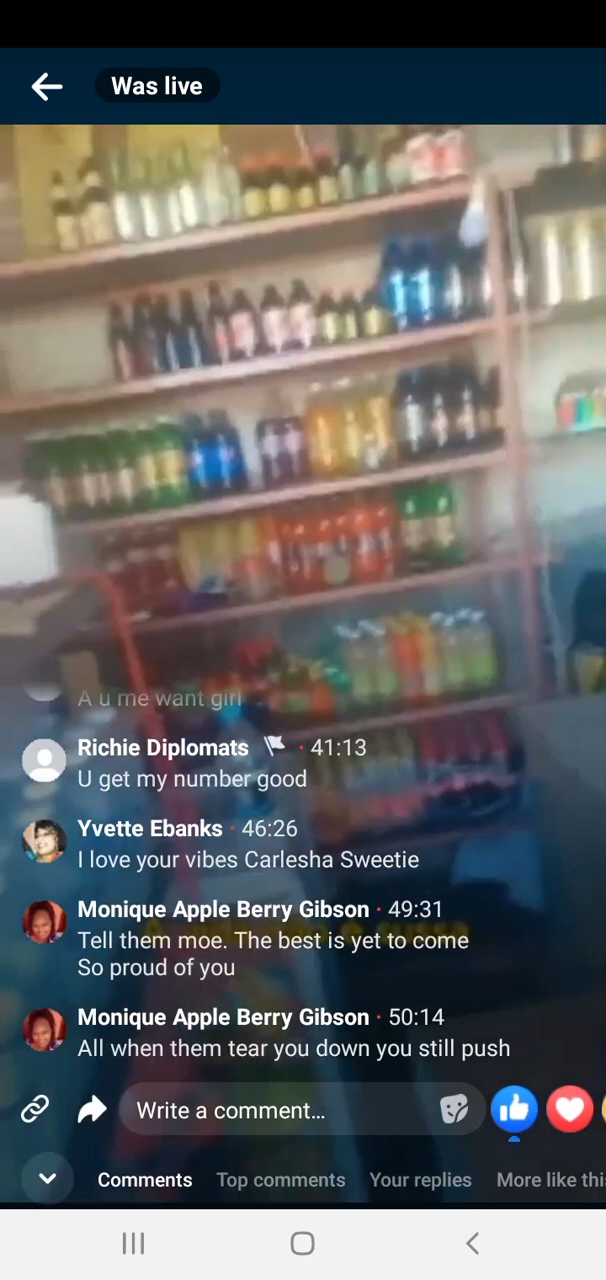 Was live
A u me want girl
Richie Diplomats · 41:13
U get my number good
Yvette Ebanks · 46:26
I love your vibes Carlesha Sweetie
Monique Apple Berry Gibson · 49:31
Tell them moe. The best is yet to come
So proud of you
Monique Apple Berry Gibson · 50:14
All when them tear you down you still push
Write a comment...
Comments Top comments Your replies More like this